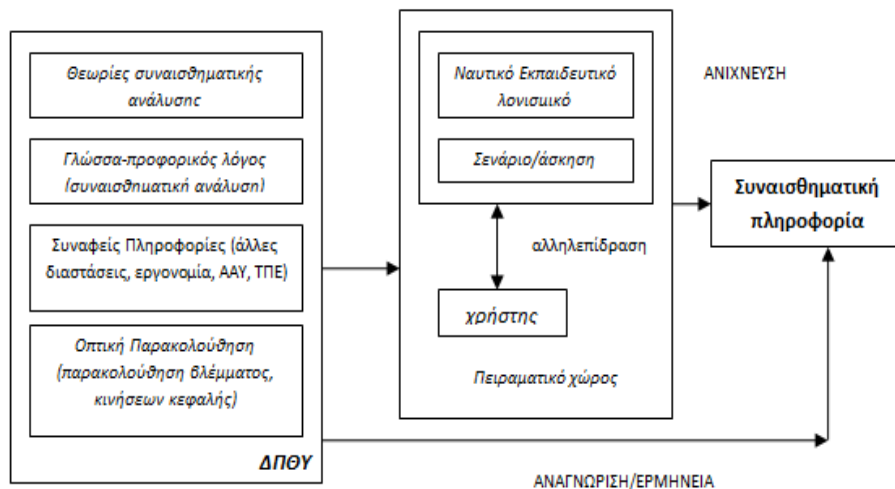 Θεωρίες συναισθηματικής
ανάλυσης
Γλώσσα-προφορικός λόγος
(συναισθηματική ανάλυση)
Συναφείς Πληροφορίες (άλλες
διαστάσεις, εργονομία, ΑΑΥ, ΤΠΕ)
Οπτική Παρακολούθηση
(παρακολούθηση βλέμματος,
κινήσεων κεφαλής)
ΔΠΘΥ
Ναυτικό Εκπαιδευτικό
λογισμικό
Σενάριο/άσκηση
αλληλεπίδραση
χρήστης
Πειραματικό χώρος
ΑΝΙΧΝΕΥΣΗ
Συναισθηματική
πληροφορία
ΑΝΑΓΝΩΡΙΣΗ/ΕΡΜΗΝΕΙΑ